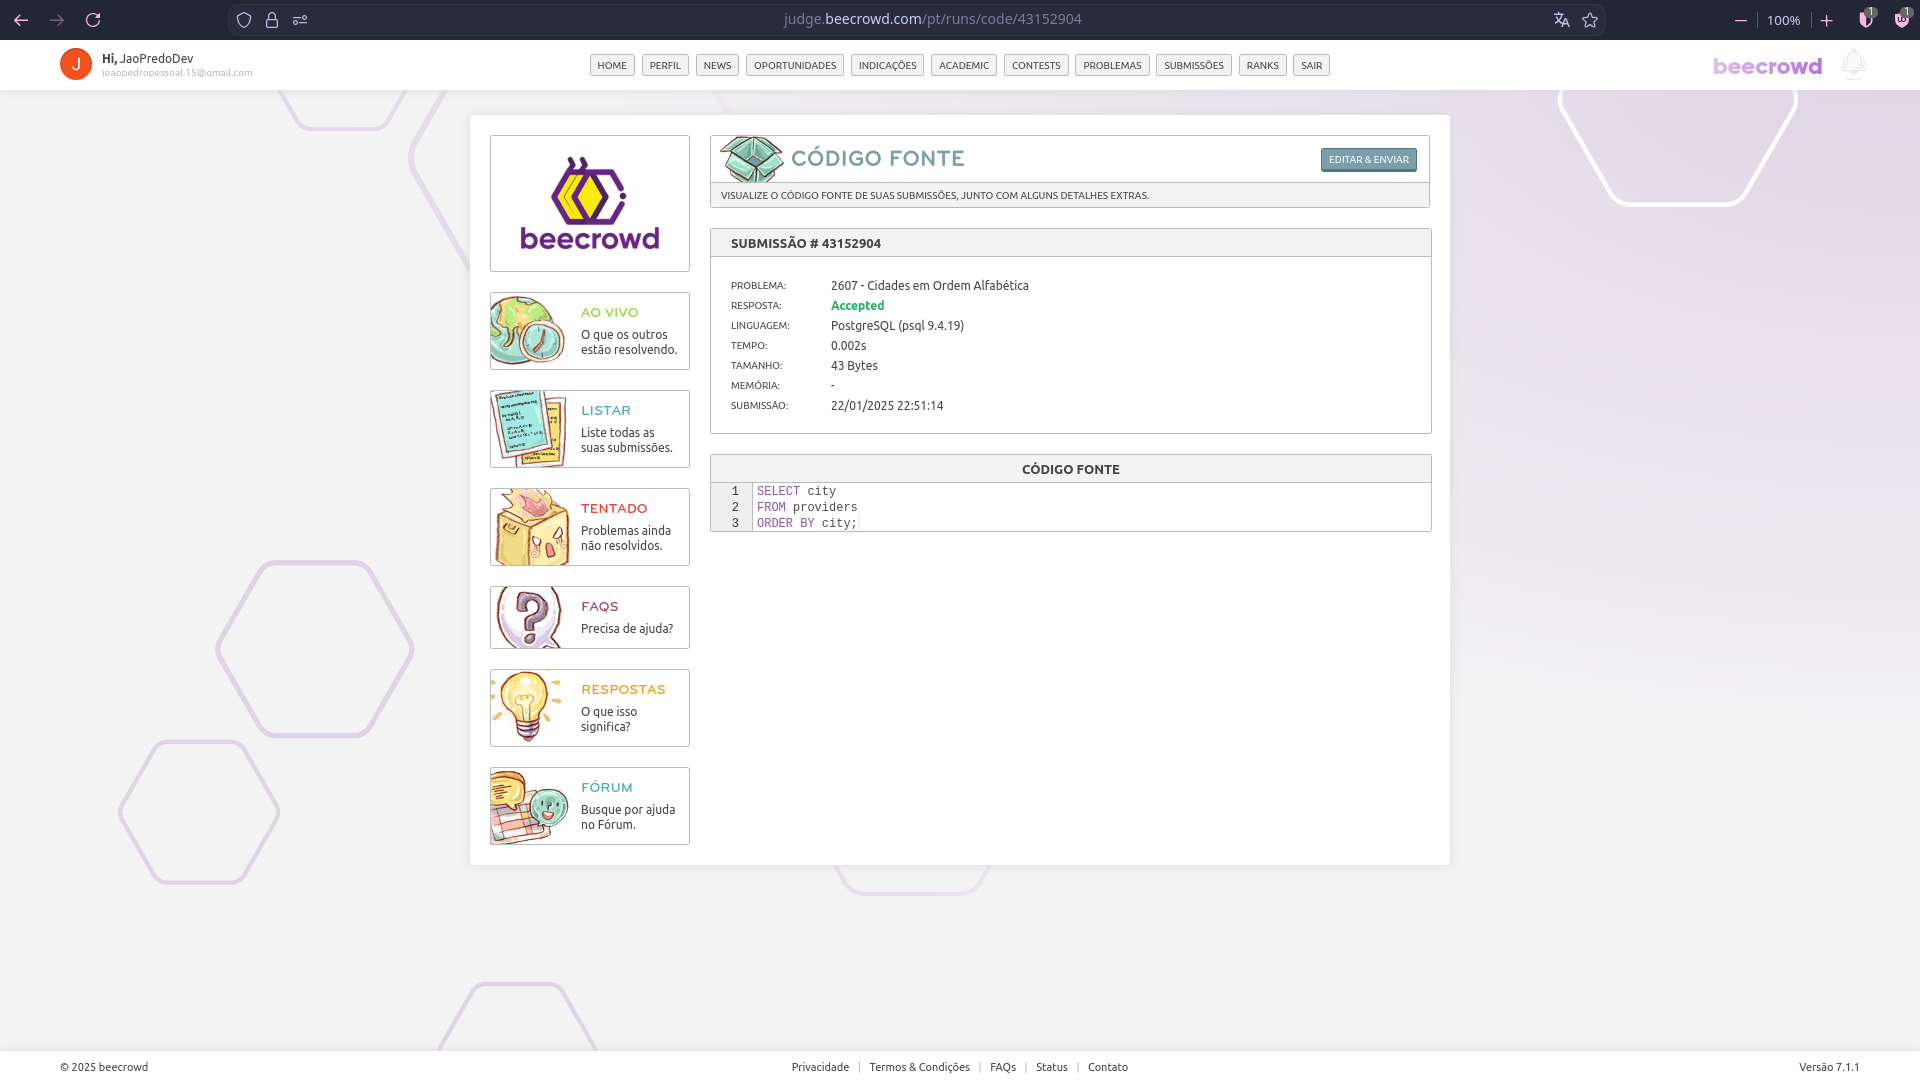 judge.beecrowd.com/pt/runs/code/43152904
100%
1
1
J
Hi, JaoPredoDev
joaopedropessoal.15@gmail.com
HOME
PERFIL
NEWS
OPORTUNIDADES
INDICAÇÕES
ACADEMIC
CONTESTS
PROBLEMAS
SUBMISSÕES
RANKS
SAIR
beecrowd
beecrowd
AO VIVO
O que os outros
estão resolvendo.
LISTAR
Liste todas as
suas submissões.
TENTADO
Problemas ainda
não resolvidos.
FAQS
Precisa de ajuda?
RESPOSTAS
O que isso
significa?
FÓRUM
Busque por ajuda
no Fórum.
CÓDIGO FONTE
EDITAR & ENVIAR
VISUALIZE O CÓDIGO FONTE DE SUAS SUBMISSÕES, JUNTO COM ALGUNS DETALHES EXTRAS.
SUBMISSÃO # 43152904
PROBLEMA: 2607 - Cidades em Ordem Alfabética
RESPOSTA: Accepted
LINGUAGEM: PostgreSQL (psql 9.4.19)
TEMPO: 0.002s
TAMANHO: 43 Bytes
MEMÓRIA: -
SUBMISSÃO: 22/01/2025 22:51:14
CÓDIGO FONTE
1 SELECT city
2 FROM providers
3 ORDER BY city;
© 2025 beecrowd
Privacidade | Termos & Condições | FAQs | Status | Contato
Versão 7.1.1